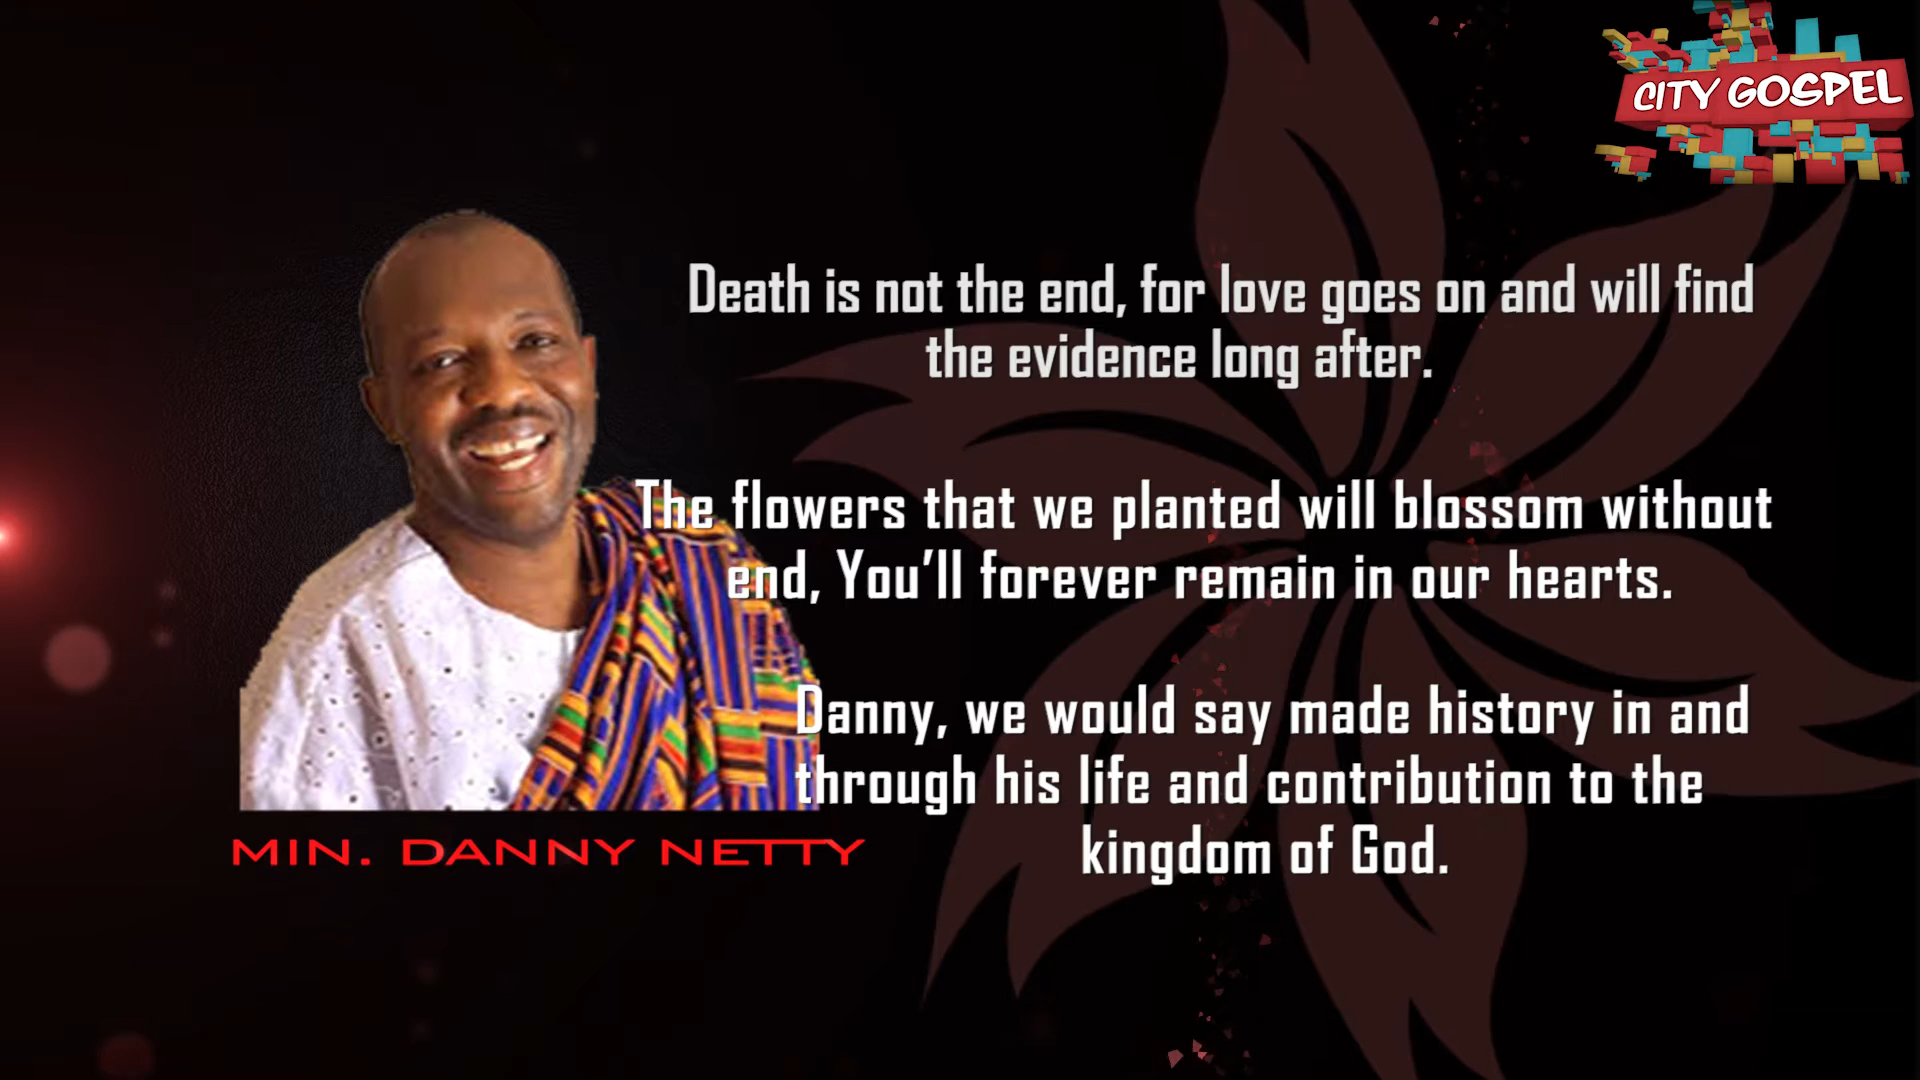 CITY GOSPEL
Death is not the end, for love goes on and will find
the evidence long after.
The flowers that we planted will blossom without
end, You'll forever remain in our hearts.
Danny, we would say made history in and
through his life and contribution to the
kingdom of God.
MIN. DANNY NETTY